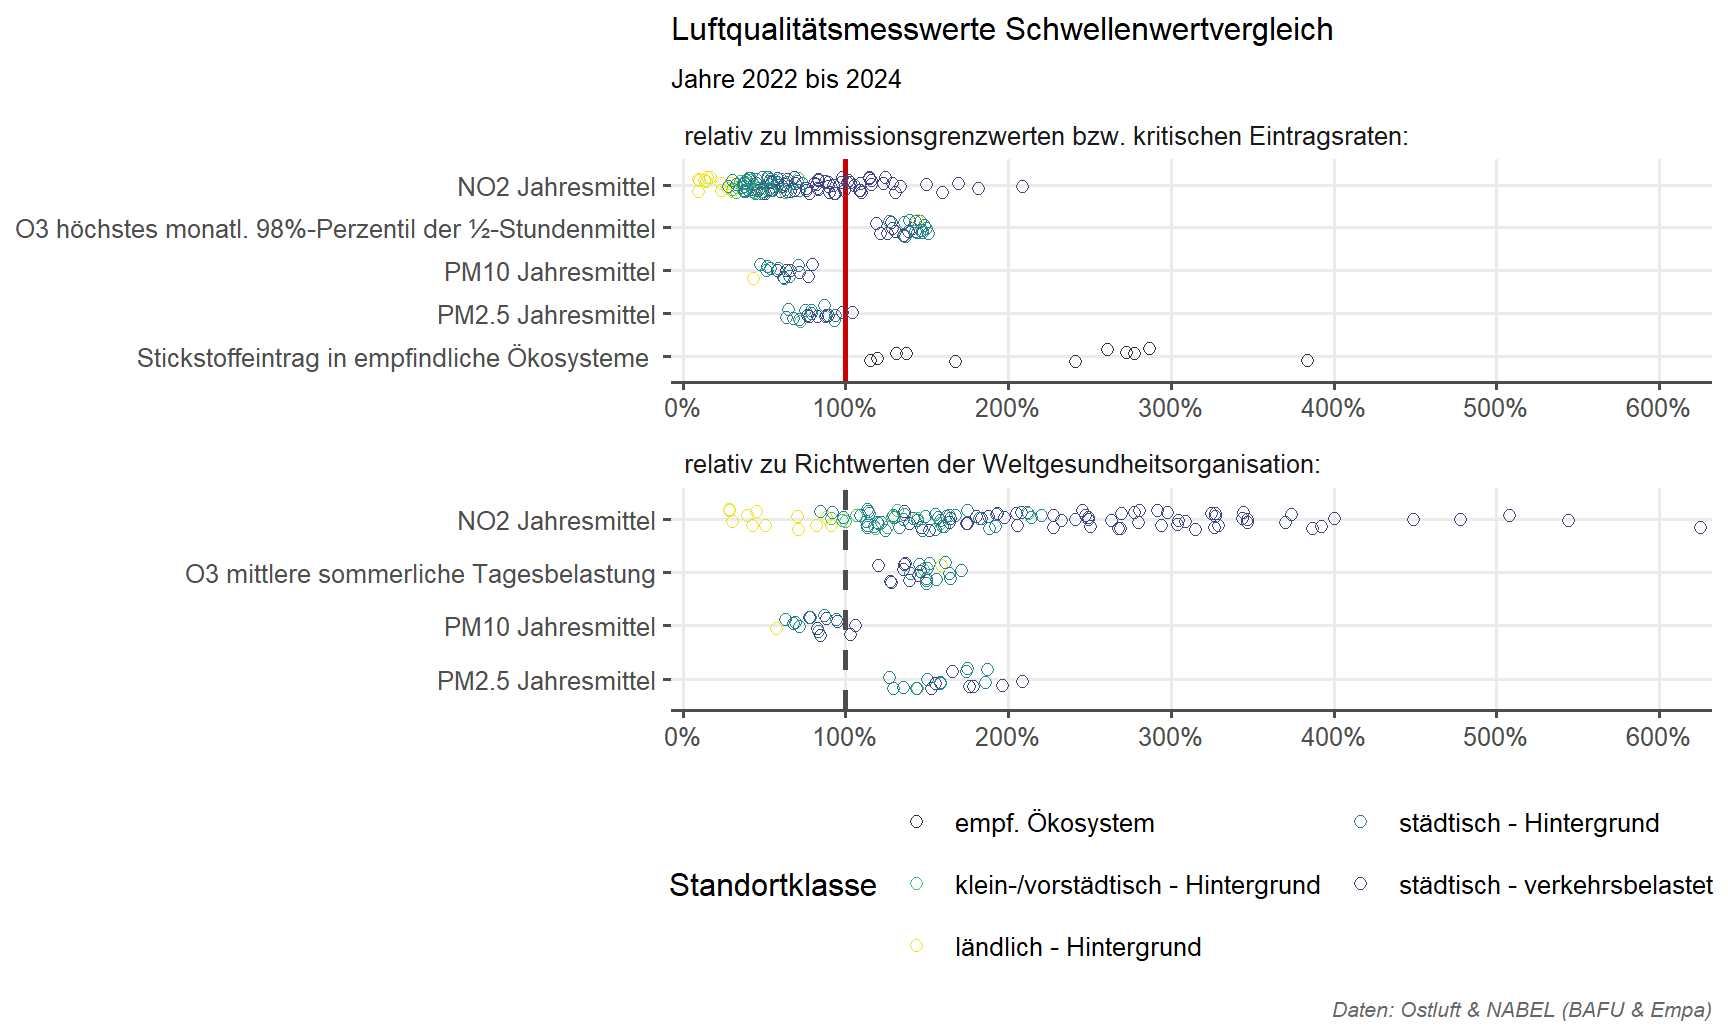 Luftqualitätsmesswerte Schwellenwertvergleich
Jahre 2022 bis 2024
relativ zu Immissionsgrenzwerten bzw. kritischen Eintragsraten:
NO2 Jahresmittel
O3 höchstes monatl. 98%-Perzentil der ½-Stundenmittel
PM10 Jahresmittel
PM2.5 Jahresmittel
Stickstoffeintrag in empfindliche Ökosysteme
0% 100% 200% 300% 400% 500% 600%
relativ zu Richtwerten der Weltgesundheitsorganisation:
NO2 Jahresmittel
O3 mittlere sommerliche Tagesbelastung
PM10 Jahresmittel
PM2.5 Jahresmittel
0% 100% 200% 300% 400% 500% 600%
Standortklasse
empf. Ökosystem
klein-/vorstädtisch - Hintergrund
ländlich - Hintergrund
städtisch - Hintergrund
städtisch - verkehrsbelastet
Daten: Ostluft & NABEL (BAFU & Empa)